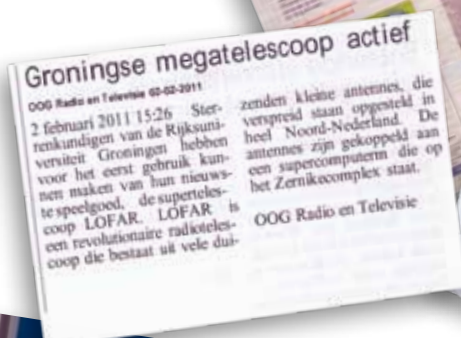 Groningse megatelescoop actief
OOG Radio en Televisie 02-02-2011
2 februari 2011 15:26 Ster-
renkundigen van de Rijksuni-
versiteit Groningen hebben
voor het eerst gebruik kun-
nen maken van hun nieuws-
te speelgoed, de superteles-
coop LOFAR. LOFAR is
een revolutionaire radioteles-
coop die bestaat uit vele dui-
zenden kleine antennes, die
verspreid staan opgesteld in
heel Noord-Nederland. De
antennes zijn gekoppeld aan
een supercomputerm die op
het Zernikecomplex staat.
OOG Radio en Televisie